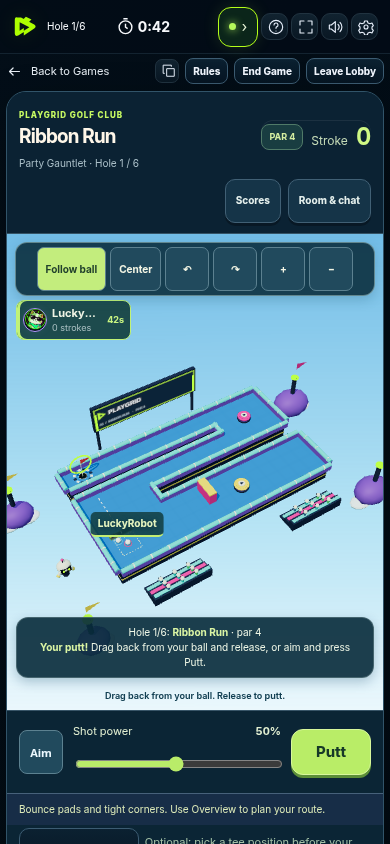 Hole 1/6
0:42
›
Back to Games
Rules
End Game
Leave Lobby
PLAYGRID GOLF CLUB
Ribbon Run
PAR 4
Stroke 0
Party Gauntlet · Hole 1 / 6
Scores
Room & chat
Follow ball
Center
↶
↷
+
−
Lucky...
0 strokes
42s
PLAYGRID
LuckyRobot
Hole 1/6: Ribbon Run · par 4
Your putt! Drag back from your ball and release, or aim and press
Putt.
Drag back from your ball. Release to putt.
Aim
Shot power
50%
Putt
Bounce pads and tight corners. Use Overview to plan your route.
Optional: pick a tee position before your